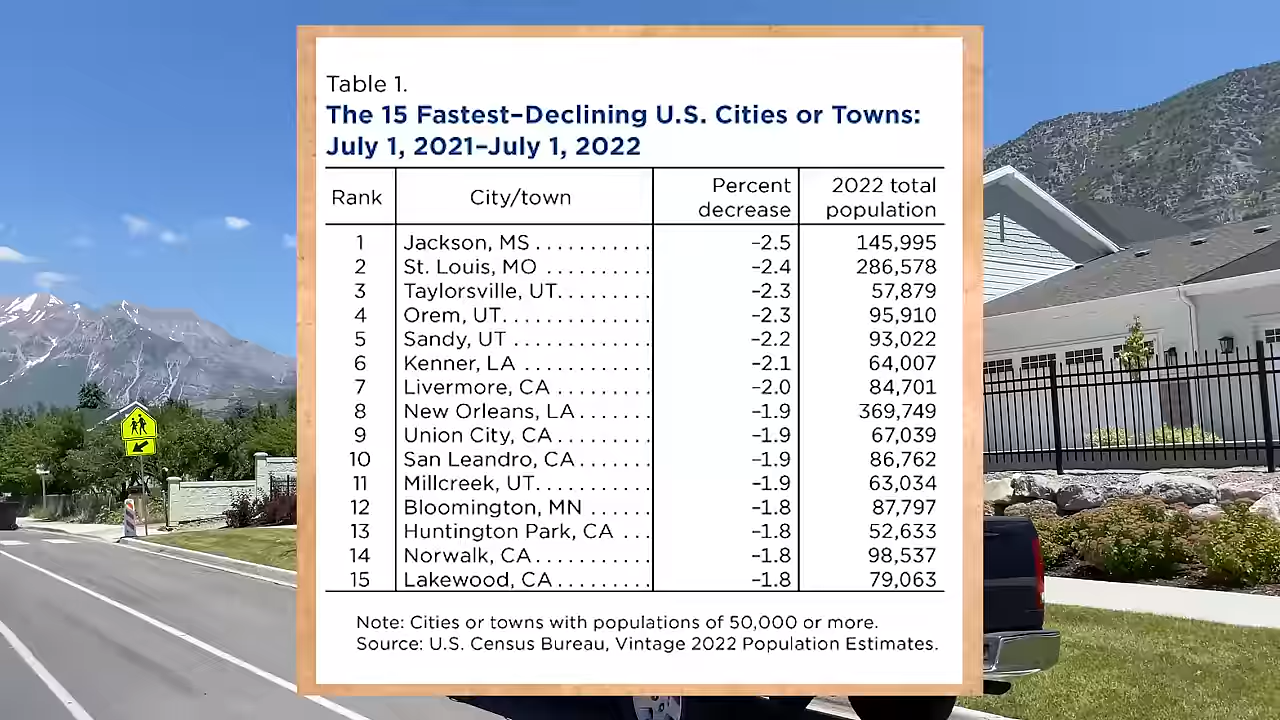 Table 1.
The 15 Fastest–Declining U.S. Cities or Towns:
July 1, 2021–July 1, 2022
Rank City/town Percent decrease 2022 total population
1 Jackson, MS . . . . . . . . . . . –2.5 145,995
2 St. Louis, MO . . . . . . . . . . –2.4 286,578
3 Taylorsville, UT. . . . . . . . . –2.3 57,879
4 Orem, UT. . . . . . . . . . . . . . –2.3 95,910
5 Sandy, UT . . . . . . . . . . . . . –2.2 93,022
6 Kenner, LA . . . . . . . . . . . . –2.1 64,007
7 Livermore, CA . . . . . . . . . –2.0 84,701
8 New Orleans, LA. . . . . . . –1.9 369,749
9 Union City, CA . . . . . . . . . –1.9 67,039
10 San Leandro, CA. . . . . . . –1.9 86,762
11 Millcreek, UT. . . . . . . . . . . –1.9 63,034
12 Bloomington, MN . . . . . . –1.8 87,797
13 Huntington Park, CA . . . –1.8 52,633
14 Norwalk, CA. . . . . . . . . . . –1.8 98,537
15 Lakewood, CA . . . . . . . . . –1.8 79,063
Note: Cities or towns with populations of 50,000 or more.
Source: U.S. Census Bureau, Vintage 2022 Population Estimates.